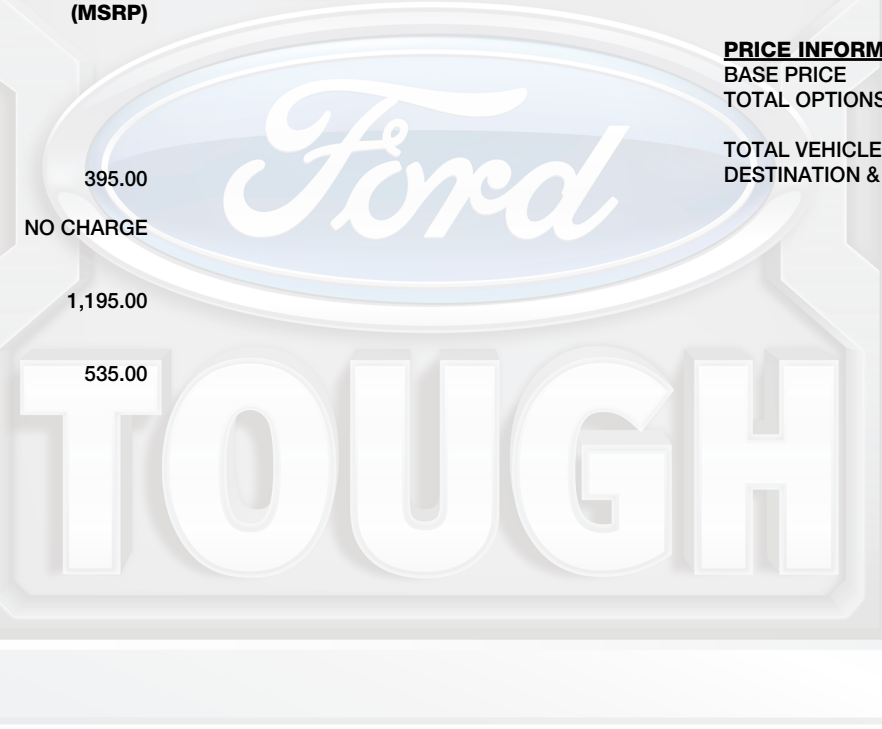 (MSRP)
395.00
NO CHARGE
1,195.00
535.00
PRICE INFORM
BASE PRICE
TOTAL OPTIONS
TOTAL VEHICLE
DESTINATION &
Ford
TOUGH